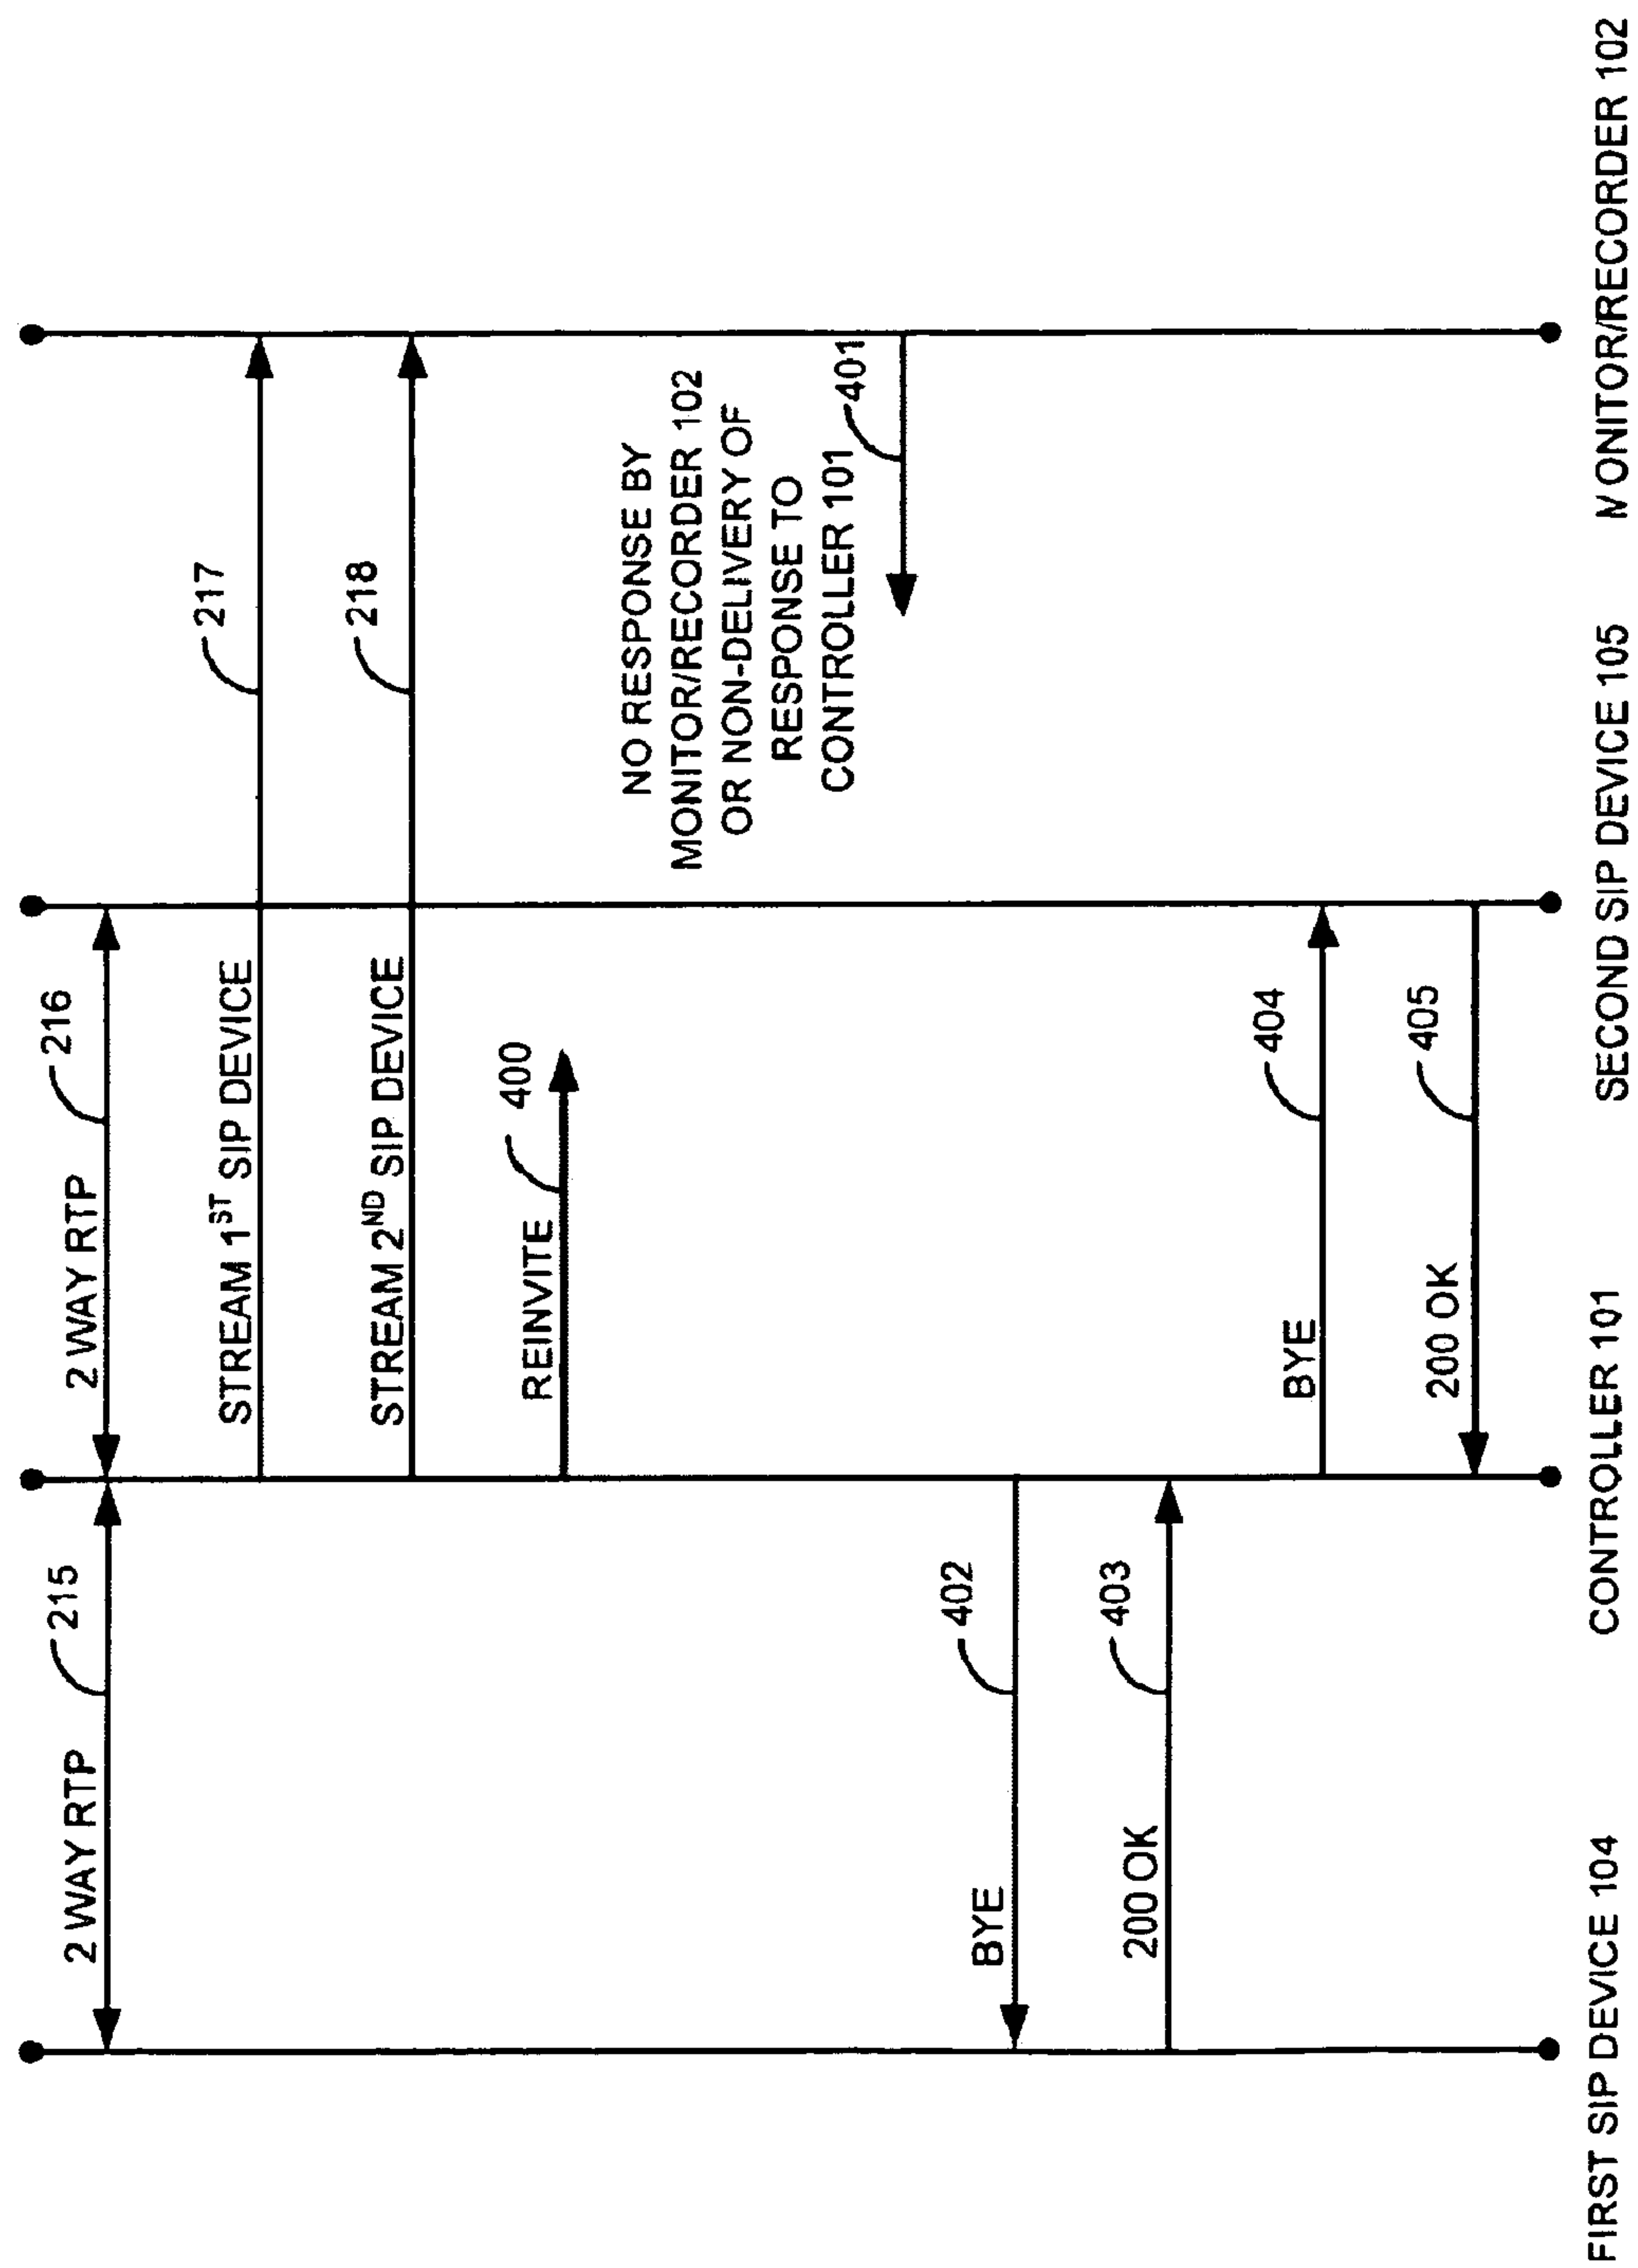 2 WAY RTP
215
2 WAY RTP
216
STREAM 1ST SIP DEVICE
217
STREAM 2ND SIP DEVICE
218
REINVITE
400
NO RESPONSE BY
MONITOR/RECORDER 102
OR NON-DELIVERY OF
RESPONSE TO
CONTROLLER 101
401
BYE
402
200 OK
403
BYE
404
200 OK
405
FIRST SIP DEVICE 104
CONTROLLER 101
SECOND SIP DEVICE 105
MONITOR/RECORDER 102